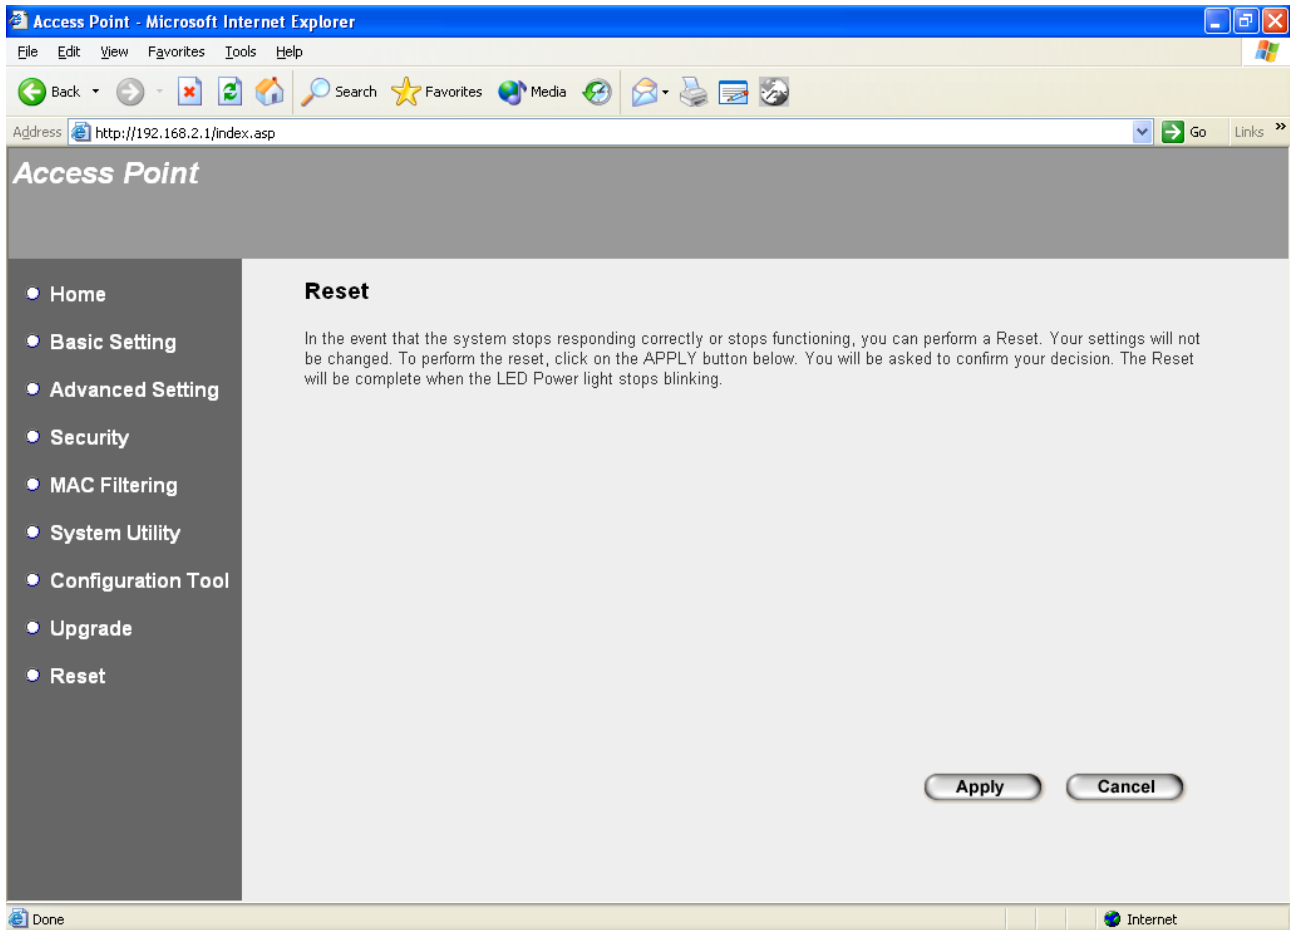 Access Point - Microsoft Internet Explorer
File Edit View Favorites Tools Help
Back Search Favorites Media
Address http://192.168.2.1/index.asp Go Links »
Access Point
Home
Basic Setting
Advanced Setting
Security
MAC Filtering
System Utility
Configuration Tool
Upgrade
Reset
Reset
In the event that the system stops responding correctly or stops functioning, you can perform a Reset. Your settings will not
be changed. To perform the reset, click on the APPLY button below. You will be asked to confirm your decision. The Reset
will be complete when the LED Power light stops blinking.
Apply Cancel
Done Internet